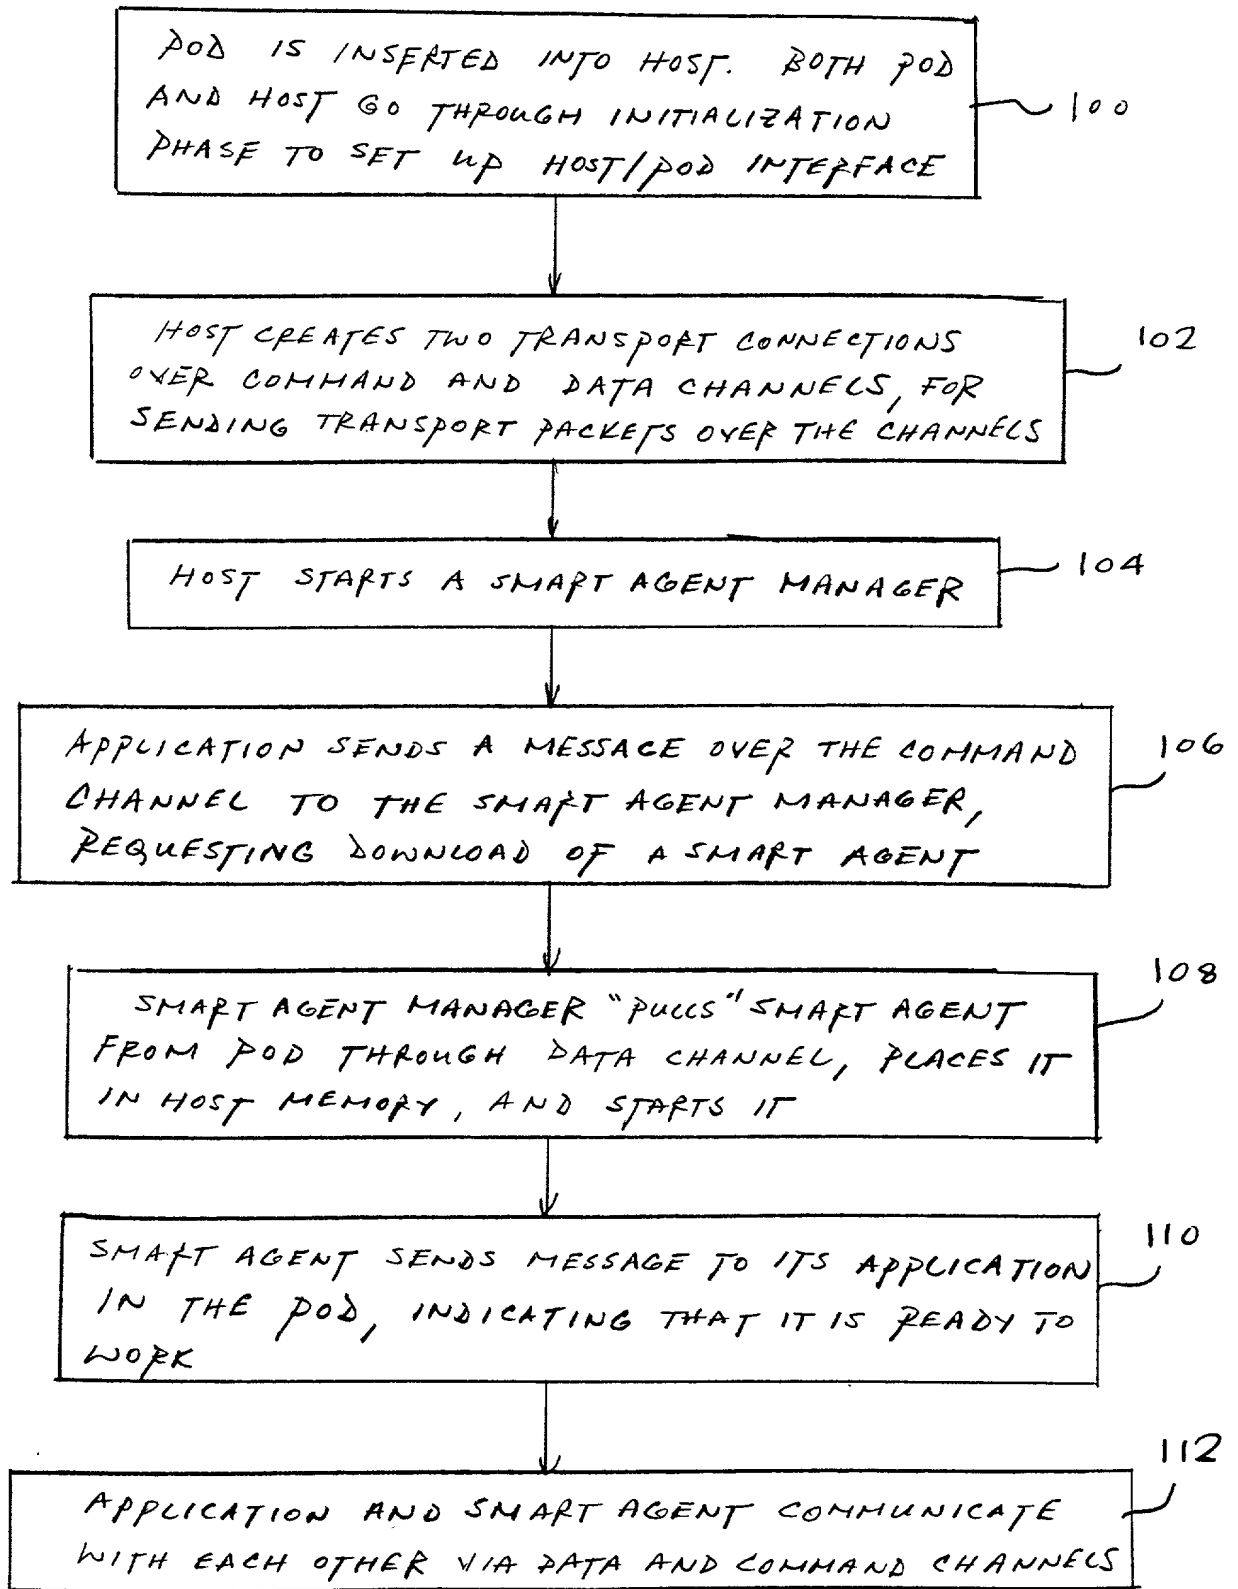 POD IS INSERTED INTO HOST. BOTH POD
AND HOST GO THROUGH INITIALIZATION
PHASE TO SET UP HOST/POD INTERFACE
100
HOST CREATES TWO TRANSPORT CONNECTIONS
OVER COMMAND AND DATA CHANNELS, FOR
SENDING TRANSPORT PACKETS OVER THE CHANNELS
102
HOST STARTS A SMART AGENT MANAGER
104
APPLICATION SENDS A MESSAGE OVER THE COMMAND
CHANNEL TO THE SMART AGENT MANAGER,
REQUESTING DOWNLOAD OF A SMART AGENT
106
SMART AGENT MANAGER "PULLS" SMART AGENT
FROM POD THROUGH DATA CHANNEL, PLACES IT
IN HOST MEMORY, AND STARTS IT
108
SMART AGENT SENDS MESSAGE TO ITS APPLICATION
IN THE POD, INDICATING THAT IT IS READY TO
WORK
110
APPLICATION AND SMART AGENT COMMUNICATE
WITH EACH OTHER VIA DATA AND COMMAND CHANNELS
112